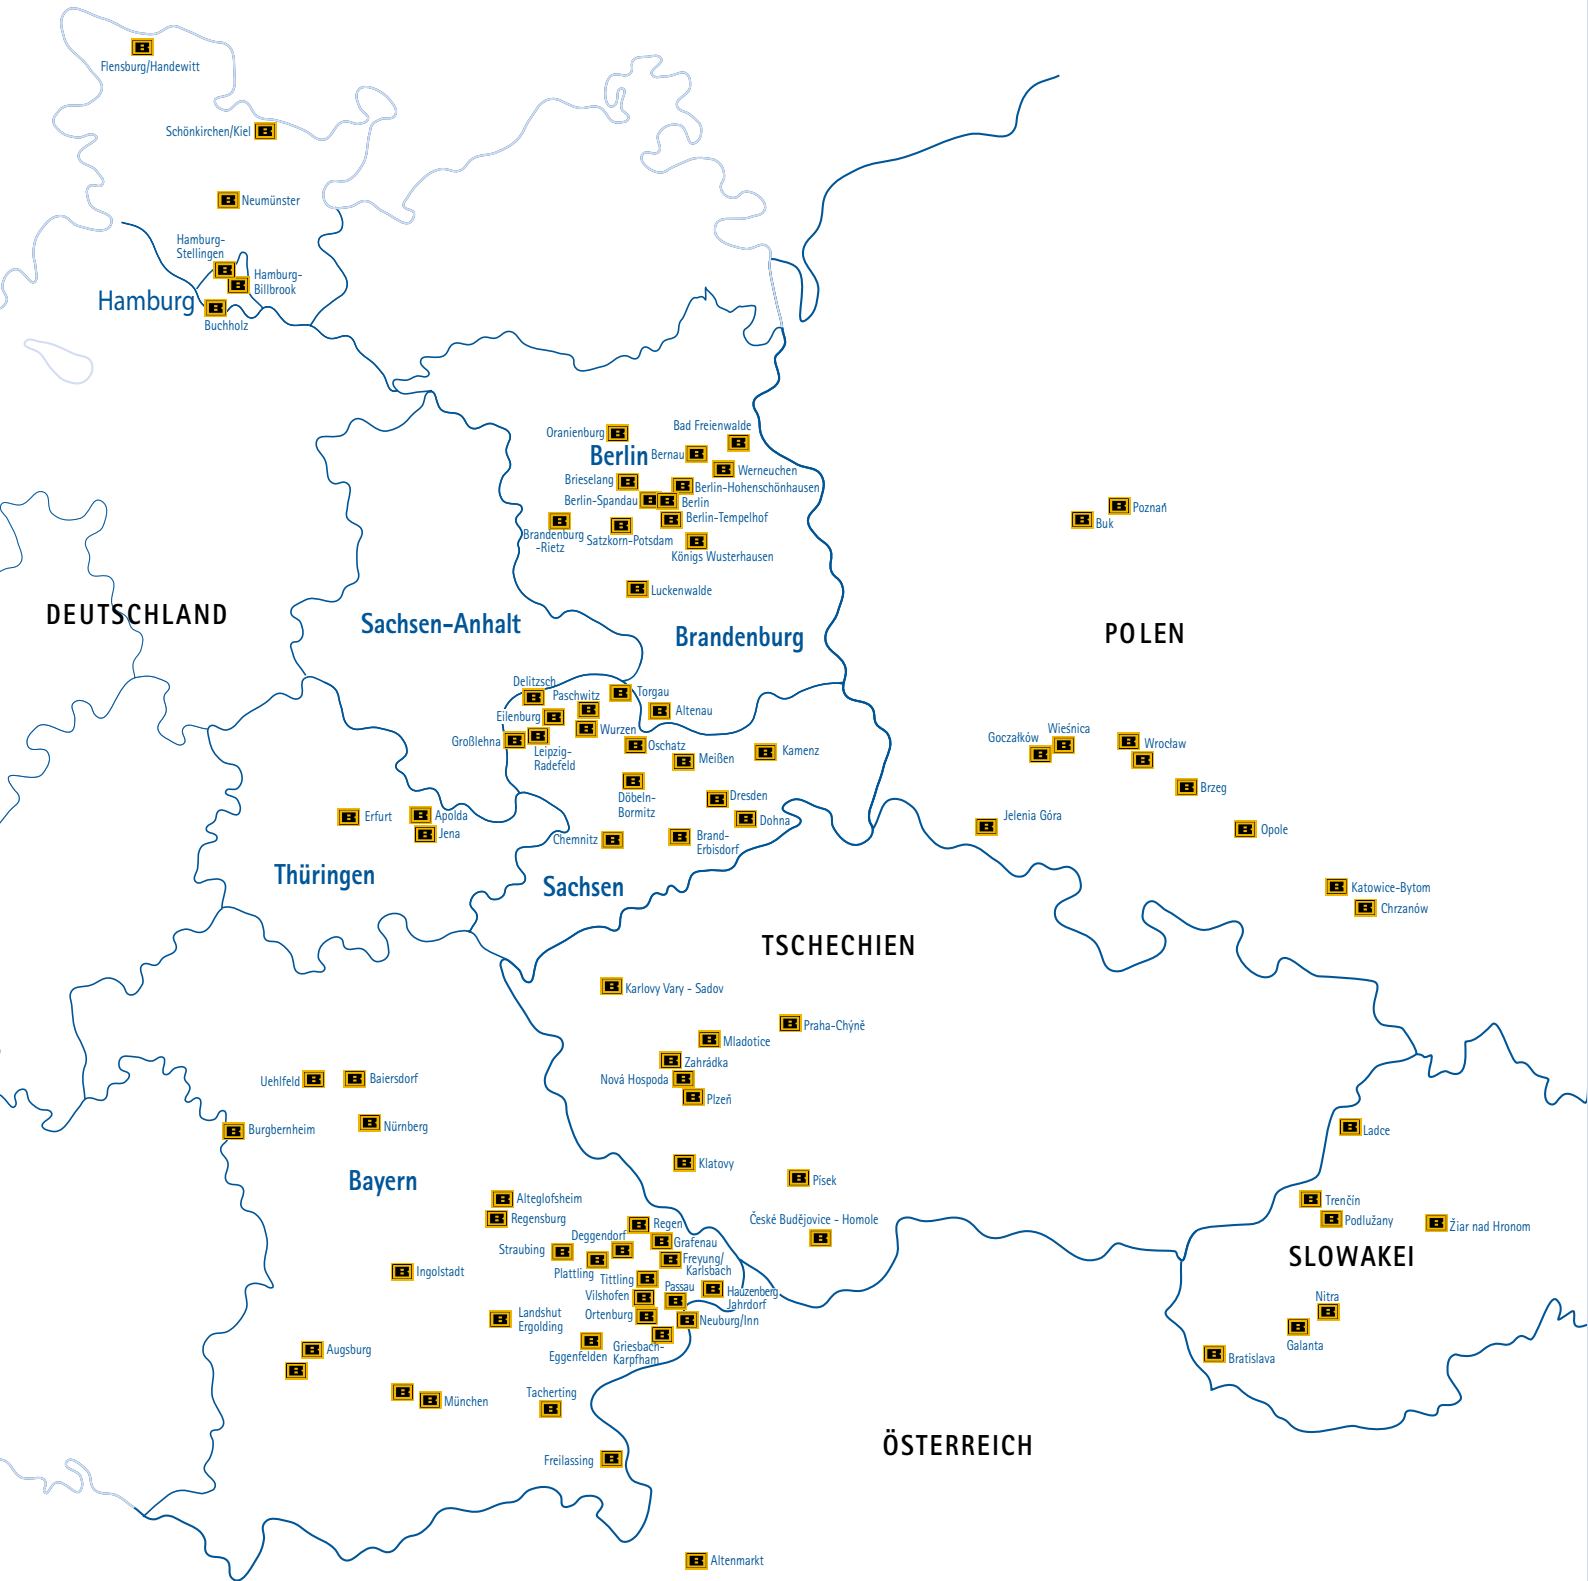 Flensburg/Handewitt
Schönkirchen/Kiel
Neumünster
Hamburg-
Stellingen
Hamburg-
Billbrook
Hamburg
Buchholz
Bad Freienwalde
Oranienburg
Berlin
Bernau
Werneuchen
Brieselang
Berlin-Hohenschönhausen
Berlin-Spandau
Berlin
Berlin-Tempelhof
Brandenburg
-Rietz
Satzkorn-Potsdam
Königs Wusterhausen
Luckenwalde
Poznań
Buk
DEUTSCHLAND
Sachsen-Anhalt
Brandenburg
POLEN
Delitzsch
Paschwitz
Torgau
Eilenburg
Altenau
Wurzen
Großlehna
Leipzig-
Radefeld
Oschatz
Meißen
Kamenz
Döbeln-
Bormitz
Dresden
Dohna
Chemnitz
Brand-
Erbisdorf
Erfurt
Apolda
Jena
Thüringen
Sachsen
Goczałków
Wieśnica
Wrocław
Brzeg
Jelenia Góra
Opole
Katowice-Bytom
Chrzanów
TSCHECHIEN
Karlovy Vary - Sadov
Praha-Chýně
Mladotice
Zahrádka
Nová Hospoda
Plzeň
Klatovy
Písek
České Budějovice - Homole
Uehlfeld
Baiersdorf
Burgbernheim
Nürnberg
Bayern
Alteglofsheim
Regensburg
Regen
Deggendorf
Grafenau
Straubing
Freyung/
Karlsbach
Plattling
Tittling
Passau
Hauzenberg
Jahrdorf
Vilshofen
Ortenburg
Neuburg/Inn
Ingolstadt
Landshut
Ergolding
Eggenfelden
Griesbach-
Karpfham
Augsburg
München
Tacherting
Freilassing
Ladce
Trenčín
Podlužany
Žiar nad Hronom
SLOWAKEI
Nitra
Galanta
Bratislava
ÖSTERREICH
Altenmarkt